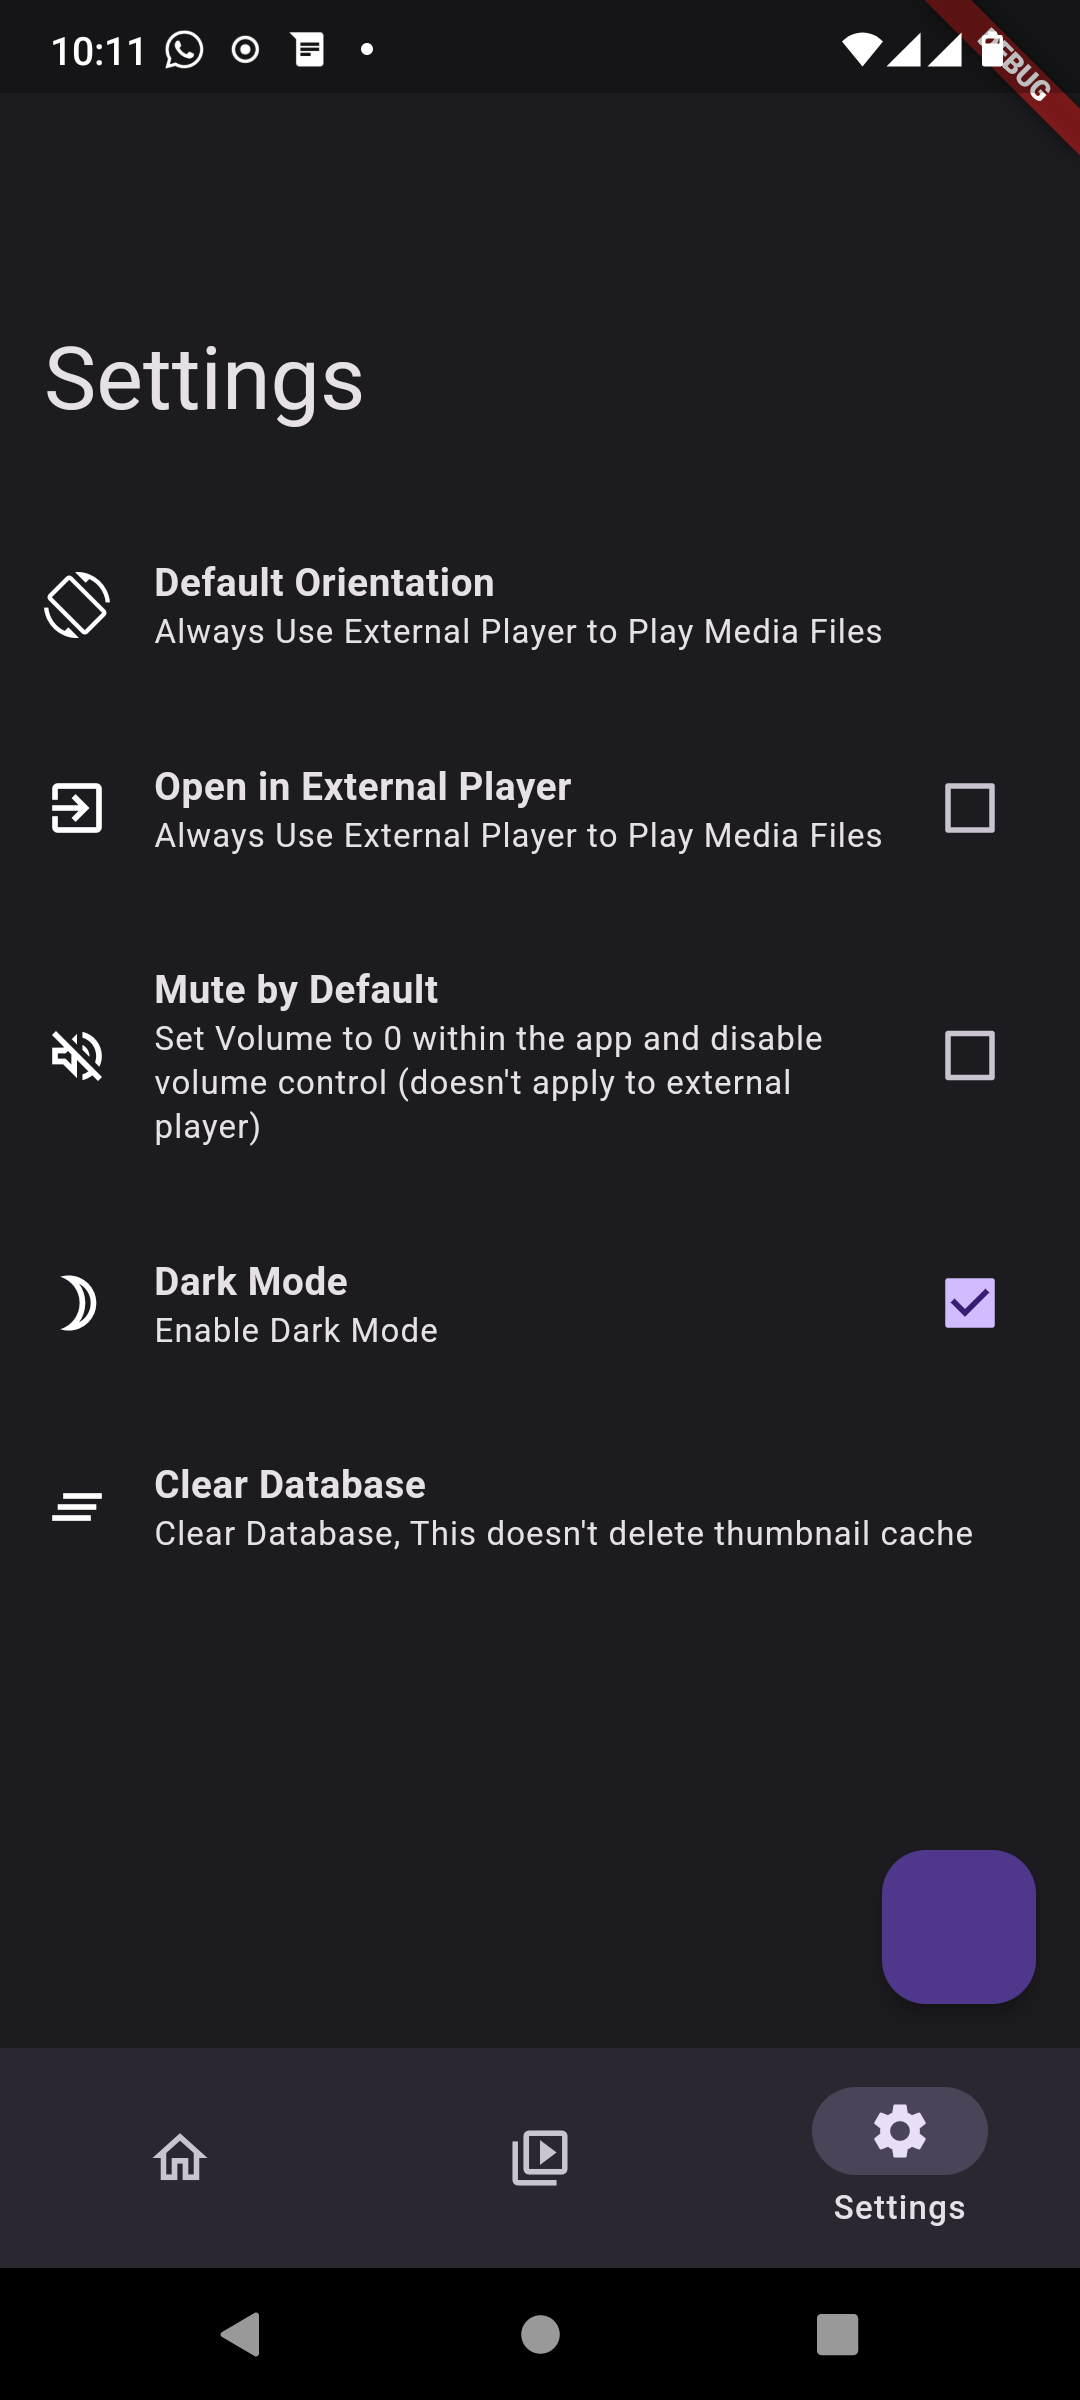 10:11
DEBUG
Settings
Default Orientation
Always Use External Player to Play Media Files
Open in External Player
Always Use External Player to Play Media Files
Mute by Default
Set Volume to 0 within the app and disable
volume control (doesn't apply to external
player)
Dark Mode
Enable Dark Mode
Clear Database
Clear Database, This doesn't delete thumbnail cache
Settings